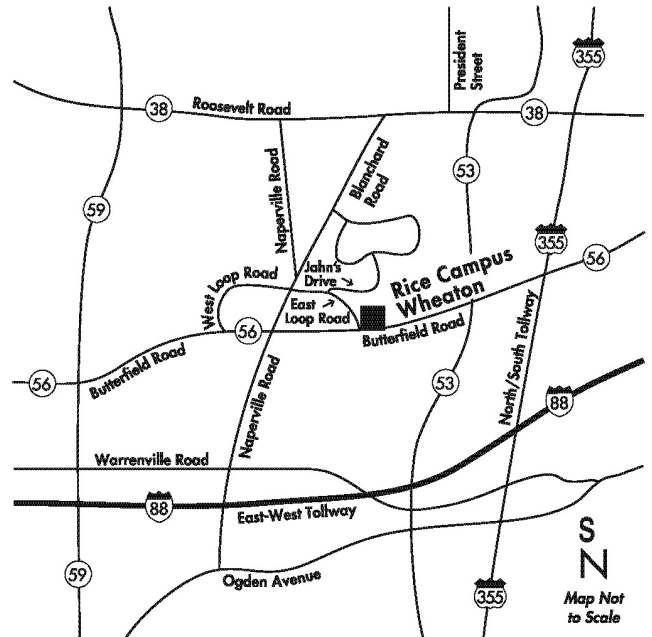 President
Street
355
38
Roosevelt Road
38
Naperville Road
Blanchard
Road
53
59
355
56
West Loop Road
Jahn's
Drive
Rice Campus
Wheaton
East
Loop Road
56
Butterfield Road
North/South Tollway
Butterfield Road
56
Naperville Road
53
88
Warrenville Road
88
East-West Tollway
59
Ogden Avenue
355
S
N
Map Not
to Scale